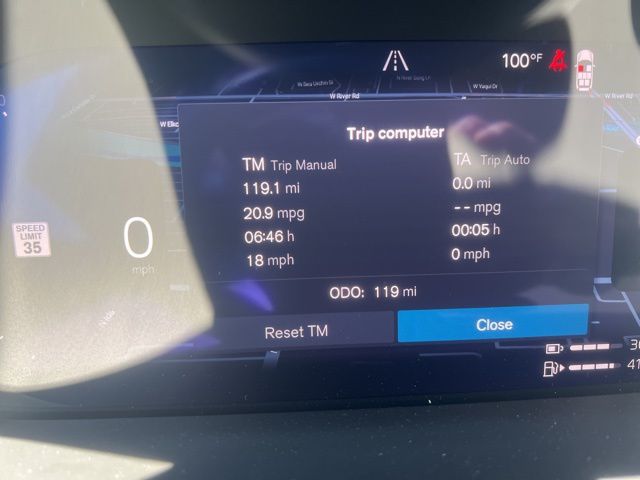 100°F
W River Rd
W River Rd
Trip computer
TM Trip Manual
TA Trip Auto
119.1 mi
0.0 mi
20.9 mpg
-- mpg
06:46 h
00:05 h
18 mph
0 mph
SPEED
LIMIT
35
0
mph
ODO: 119 mi
Reset TM
Close